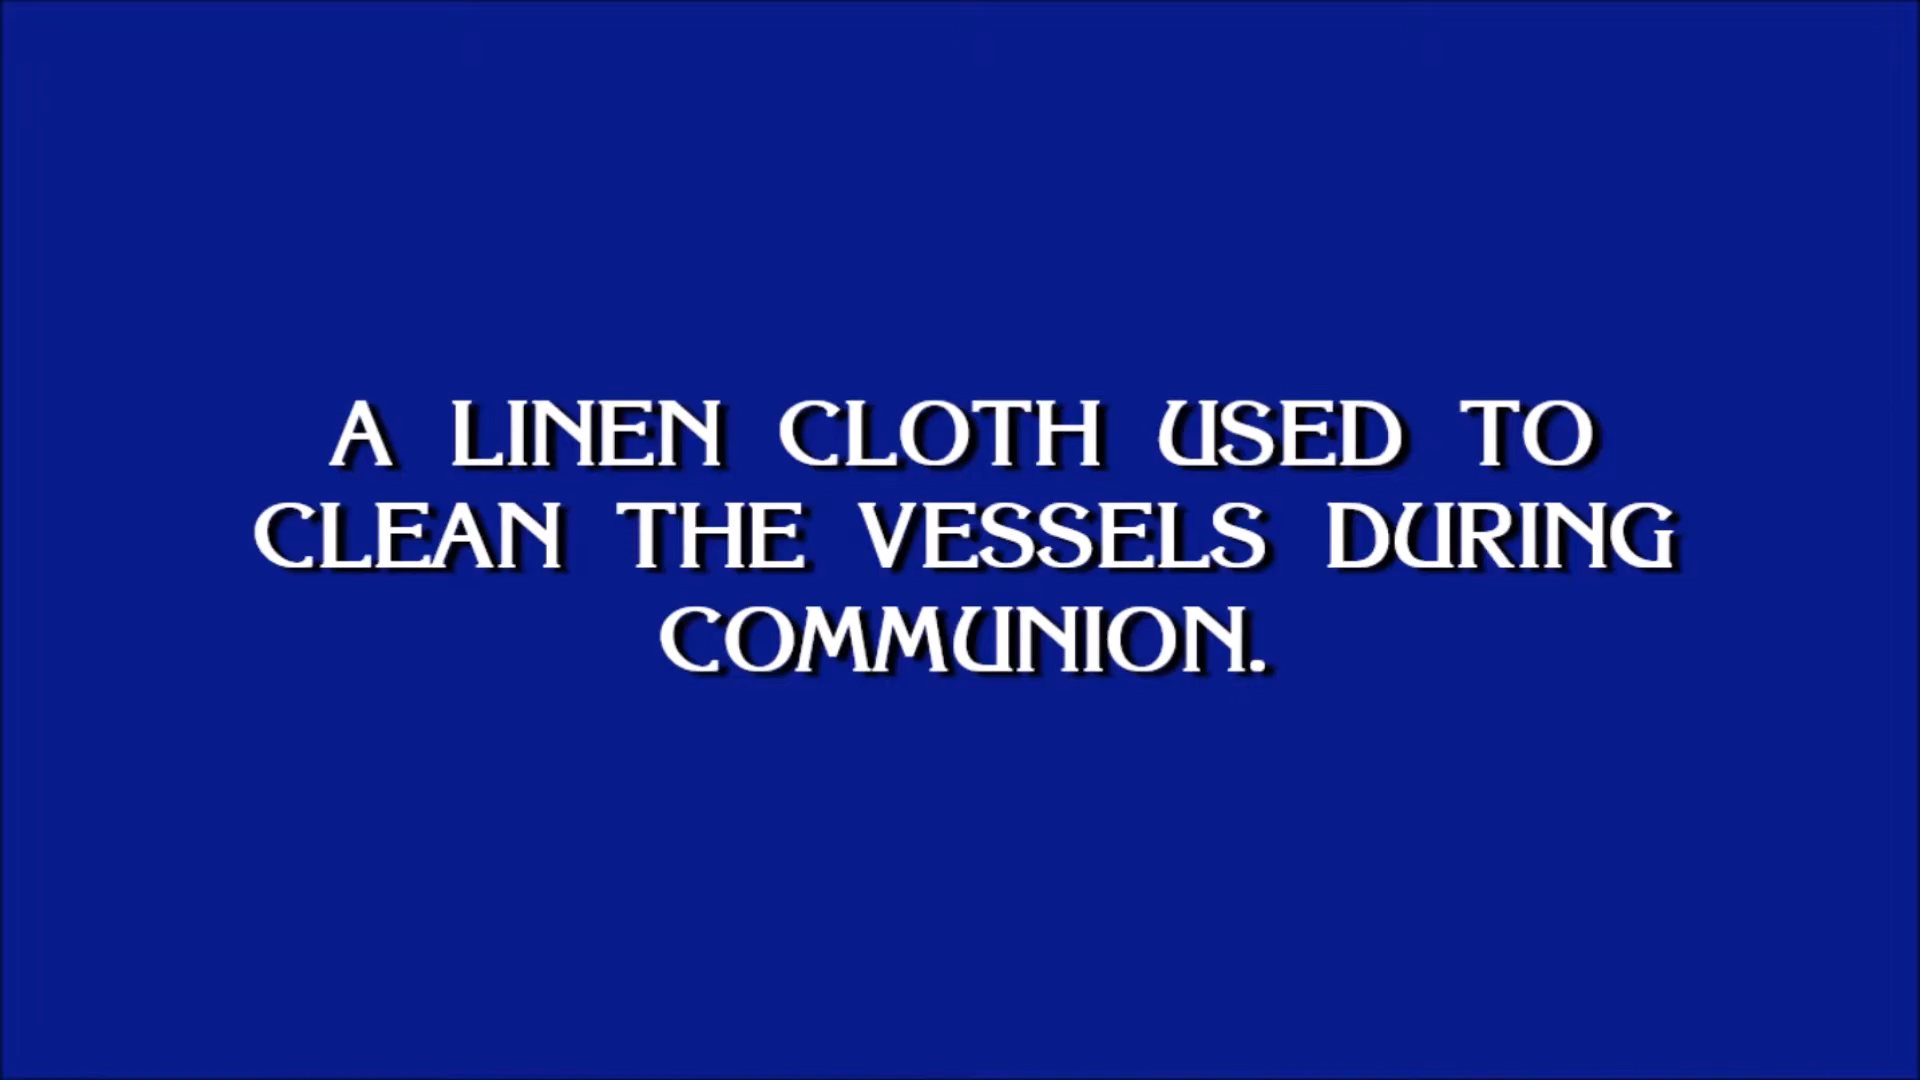 A LINEN CLOTH USED TO
CLEAN THE VESSELS DURING
COMMUNION.